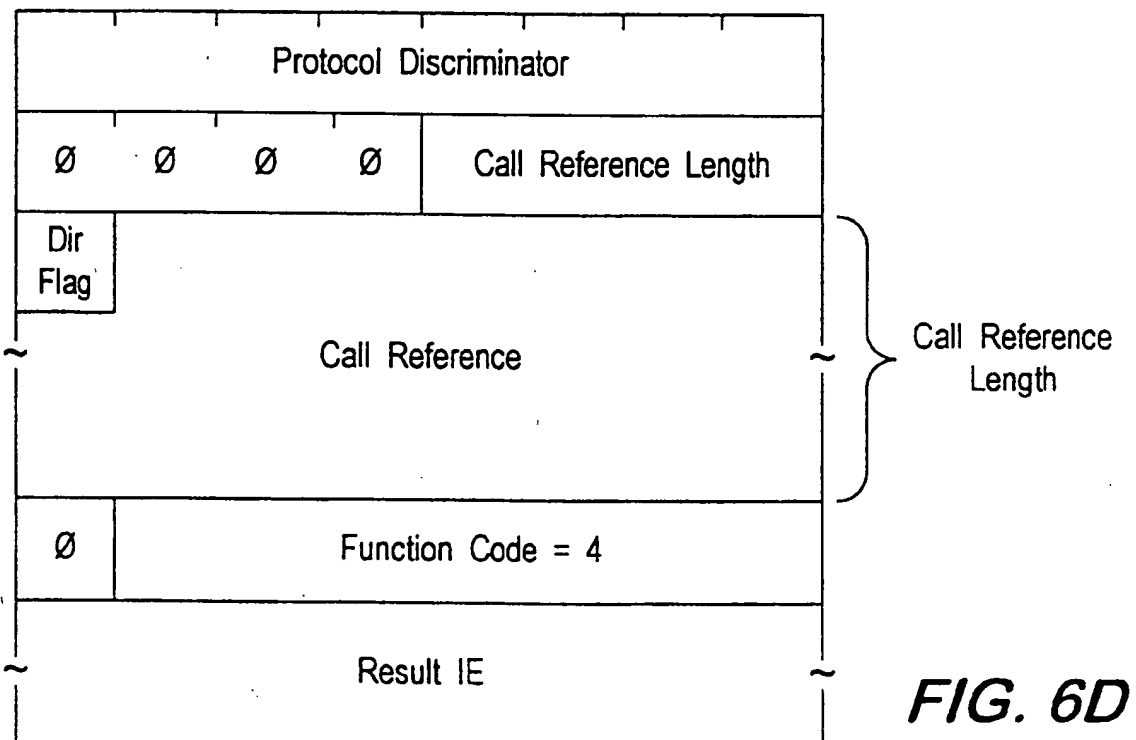 Protocol Discriminator
Ø Ø Ø Ø Call Reference Length
Dir
Flag
Call Reference
Call Reference
Length
Ø Function Code = 4
Result IE
FIG. 6D